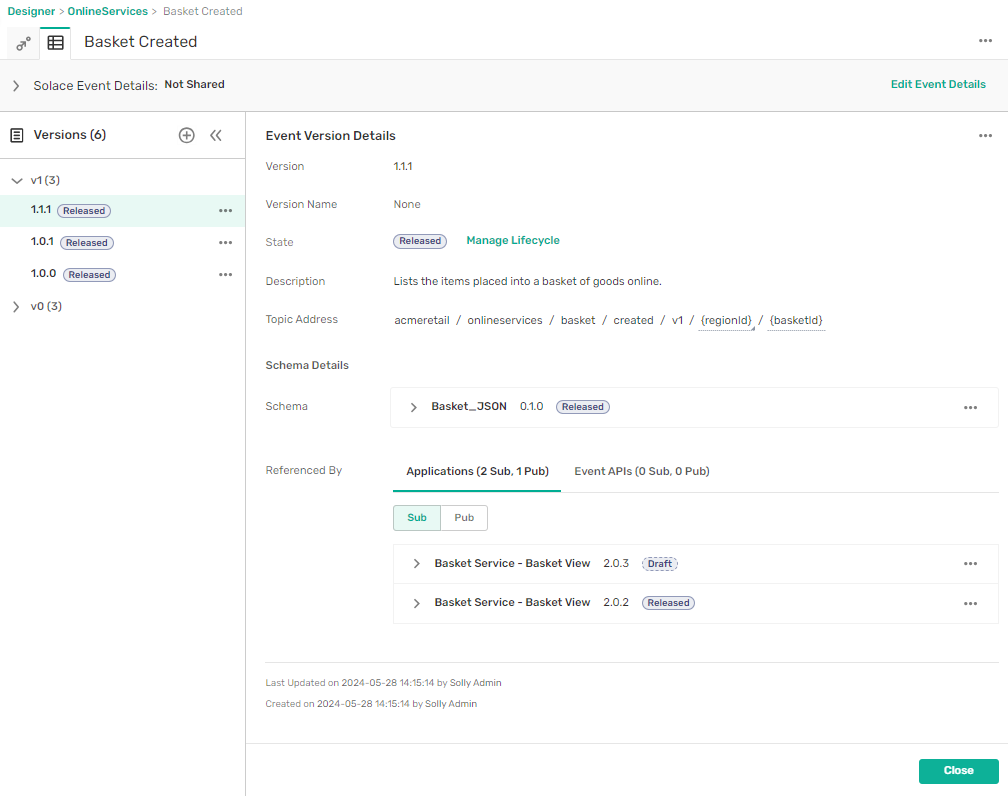 Designer > OnlineServices > Basket Created
Basket Created
Solace Event Details: Not Shared
Edit Event Details
Versions (6)
v1 (3)
1.1.1 Released
1.0.1 Released
1.0.0 Released
v0 (3)
Event Version Details
Version 1.1.1
Version Name None
State Released Manage Lifecycle
Description Lists the items placed into a basket of goods online.
Topic Address acmeretail / onlineservices / basket / created / v1 / {regionId} / {basketId}
Schema Details
Schema Basket_JSON 0.1.0 Released
Referenced By Applications (2 Sub, 1 Pub) Event APIs (0 Sub, 0 Pub)
Sub Pub
Basket Service - Basket View 2.0.3 Draft
Basket Service - Basket View 2.0.2 Released
Last Updated on 2024-05-28 14:15:14 by Solly Admin
Created on 2024-05-28 14:15:14 by Solly Admin
Close